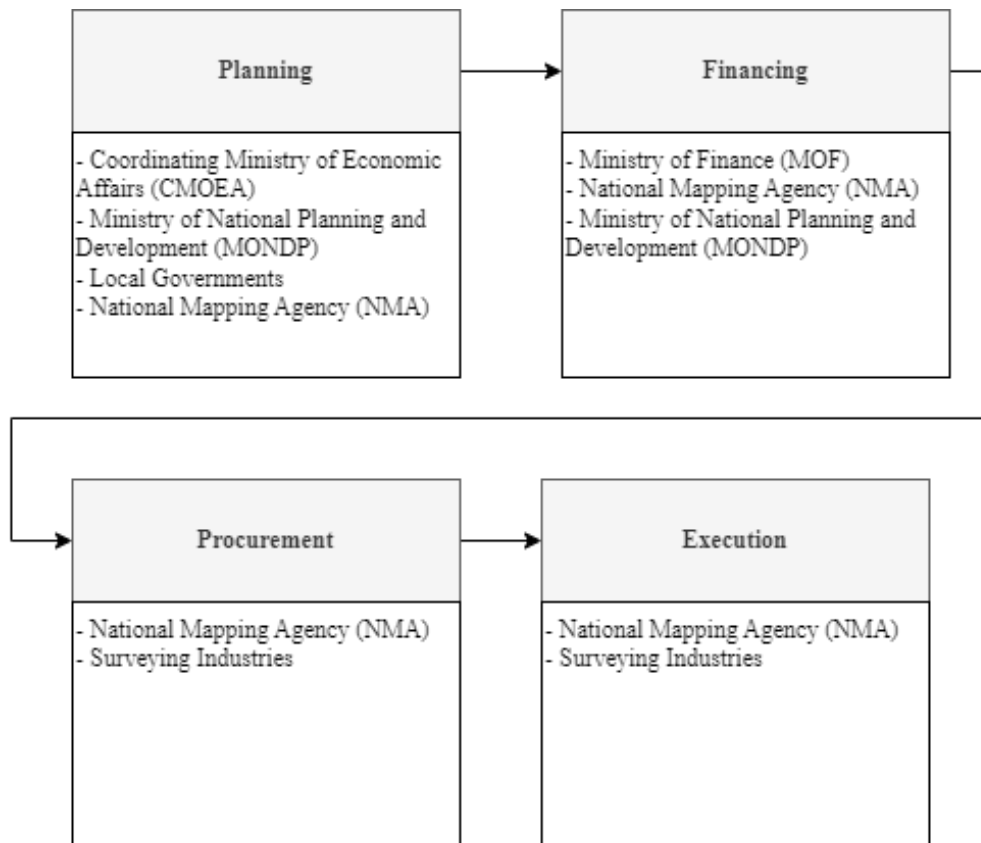 Planning
- Coordinating Ministry of Economic
Affairs (CMOEA)
- Ministry of National Planning and
Development (MONDP)
- Local Governments
- National Mapping Agency (NMA)
Financing
- Ministry of Finance (MOF)
- National Mapping Agency (NMA)
- Ministry of National Planning and
Development (MONDP)
Procurement
- National Mapping Agency (NMA)
- Surveying Industries
Execution
- National Mapping Agency (NMA)
- Surveying Industries